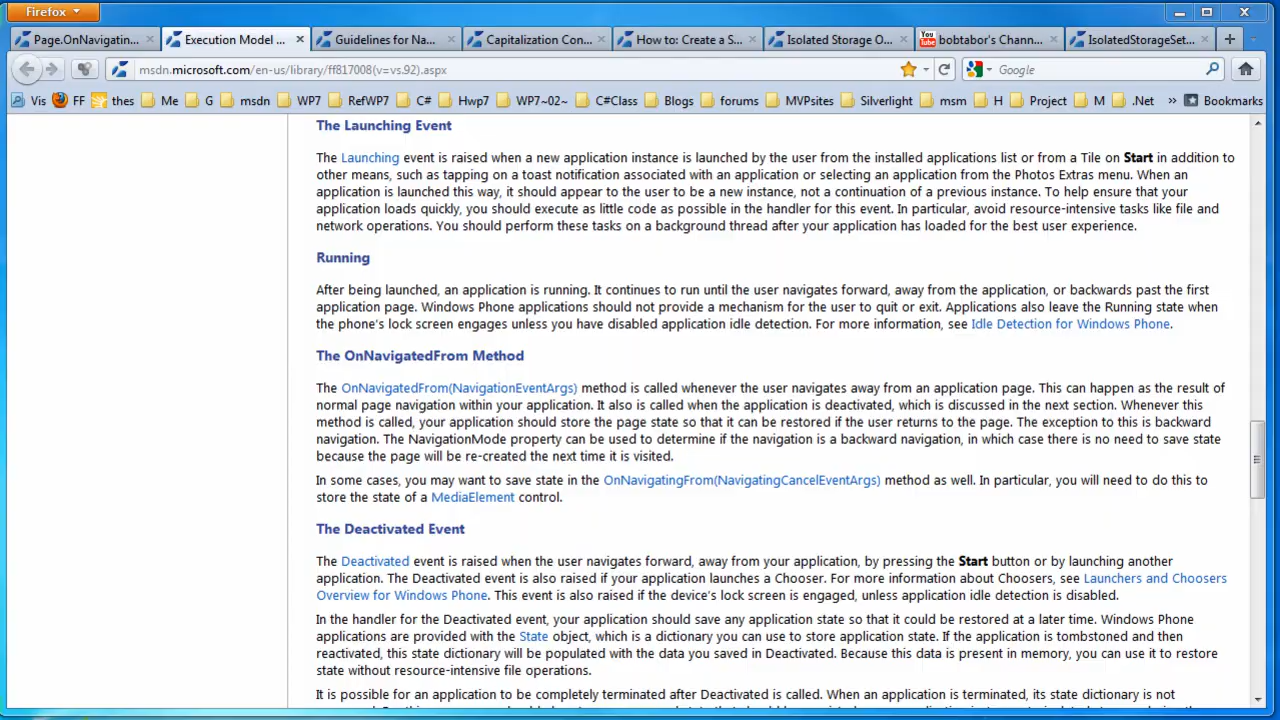 Firefox
Page.OnNavigatin...
Execution Model ...
Guidelines for Na...
Capitalization Con...
How to: Create a S...
Isolated Storage O...
You Tube
bobtabor's Chann...
IsolatedStorageSet...
msdn.microsoft.com/en-us/library/ff817008(v=vs.92).aspx
Google
Vis FF thes Me G msdn WP7 RefWP7 C# Hwp7 WP7~02~ C#Class Blogs forums MVPsites Silverlight msm H Project M .Net » Bookmarks
The Launching Event
The Launching event is raised when a new application instance is launched by the user from the installed applications list or from a Tile on Start in addition to
other means, such as tapping on a toast notification associated with an application or selecting an application from the Photos Extras menu. When an
application is launched this way, it should appear to the user to be a new instance, not a continuation of a previous instance. To help ensure that your
application loads quickly, you should execute as little code as possible in the handler for this event. In particular, avoid resource-intensive tasks like file and
network operations. You should perform these tasks on a background thread after your application has loaded for the best user experience.
Running
After being launched, an application is running. It continues to run until the user navigates forward, away from the application, or backwards past the first
application page. Windows Phone applications should not provide a mechanism for the user to quit or exit. Applications also leave the Running state when
the phone's lock screen engages unless you have disabled application idle detection. For more information, see Idle Detection for Windows Phone.
The OnNavigatedFrom Method
The OnNavigatedFrom(NavigationEventArgs) method is called whenever the user navigates away from an application page. This can happen as the result of
normal page navigation within your application. It also is called when the application is deactivated, which is discussed in the next section. Whenever this
method is called, your application should store the page state so that it can be restored if the user returns to the page. The exception to this is backward
navigation. The NavigationMode property can be used to determine if the navigation is a backward navigation, in which case there is no need to save state
because the page will be re-created the next time it is visited.
In some cases, you may want to save state in the OnNavigatingFrom(NavigatingCancelEventArgs) method as well. In particular, you will need to do this to
store the state of a MediaElement control.
The Deactivated Event
The Deactivated event is raised when the user navigates forward, away from your application, by pressing the Start button or by launching another
application. The Deactivated event is also raised if your application launches a Chooser. For more information about Choosers, see Launchers and Choosers
Overview for Windows Phone. This event is also raised if the device's lock screen is engaged, unless application idle detection is disabled.
In the handler for the Deactivated event, your application should save any application state so that it could be restored at a later time. Windows Phone
applications are provided with the State object, which is a dictionary you can use to store application state. If the application is tombstoned and then
reactivated, this state dictionary will be populated with the data you saved in Deactivated. Because this data is present in memory, you can use it to restore
state without resource-intensive file operations.
It is possible for an application to be completely terminated after Deactivated is called. When an application is terminated, its state dictionary is not